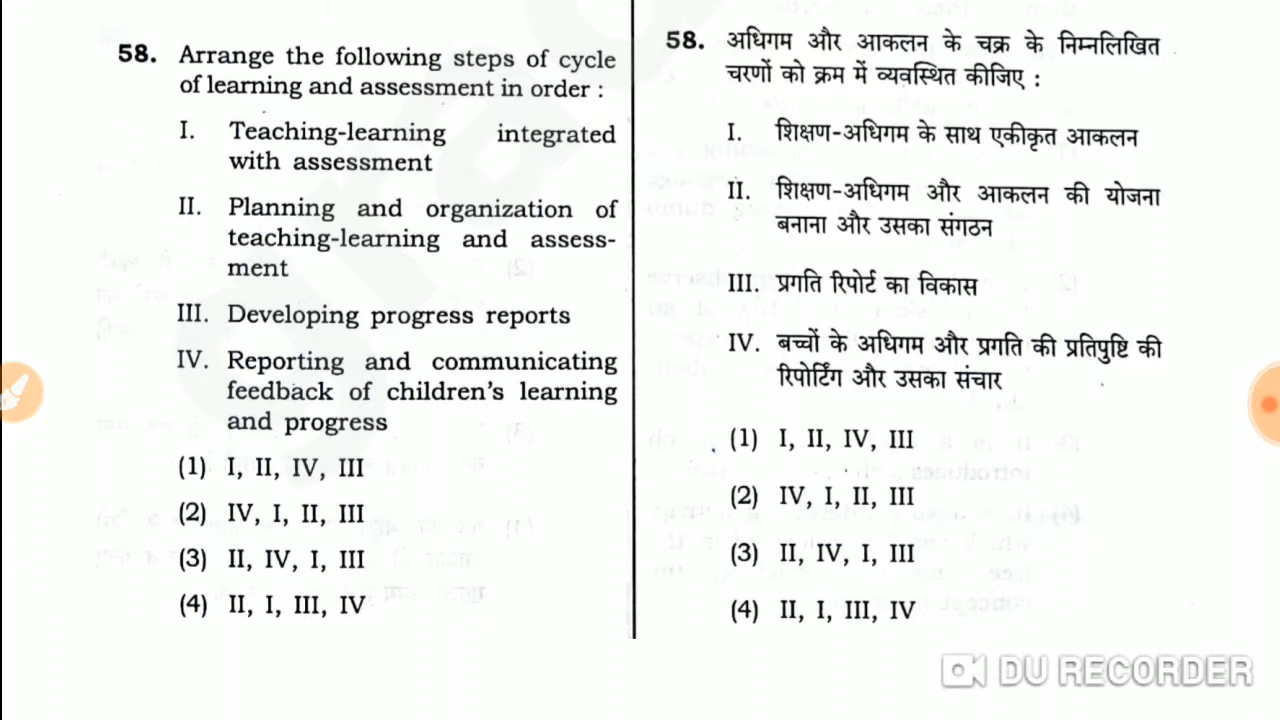 58. Arrange the following steps of cycle
of learning and assessment in order :
I. Teaching-learning integrated
with assessment
II. Planning and organization of
teaching-learning and assess-
ment
III. Developing progress reports
IV. Reporting and communicating
feedback of children's learning
and progress
(1) I, II, IV, III
(2) IV, I, II, III
(3) II, IV, I, III
(4) II, I, III, IV
58. अधिगम और आकलन के चक्र के निम्नलिखित
चरणों को क्रम में व्यवस्थित कीजिए :
I. शिक्षण-अधिगम के साथ एकीकृत आकलन
II. शिक्षण-अधिगम और आकलन की योजना
बनाना और उसका संगठन
III. प्रगति रिपोर्ट का विकास
IV. बच्चों के अधिगम और प्रगति की प्रतिपुष्टि की
रिपोर्टिंग और उसका संचार
(1) I, II, IV, III
(2) IV, I, II, III
(3) II, IV, I, III
(4) II, I, III, IV
DU RECORDER